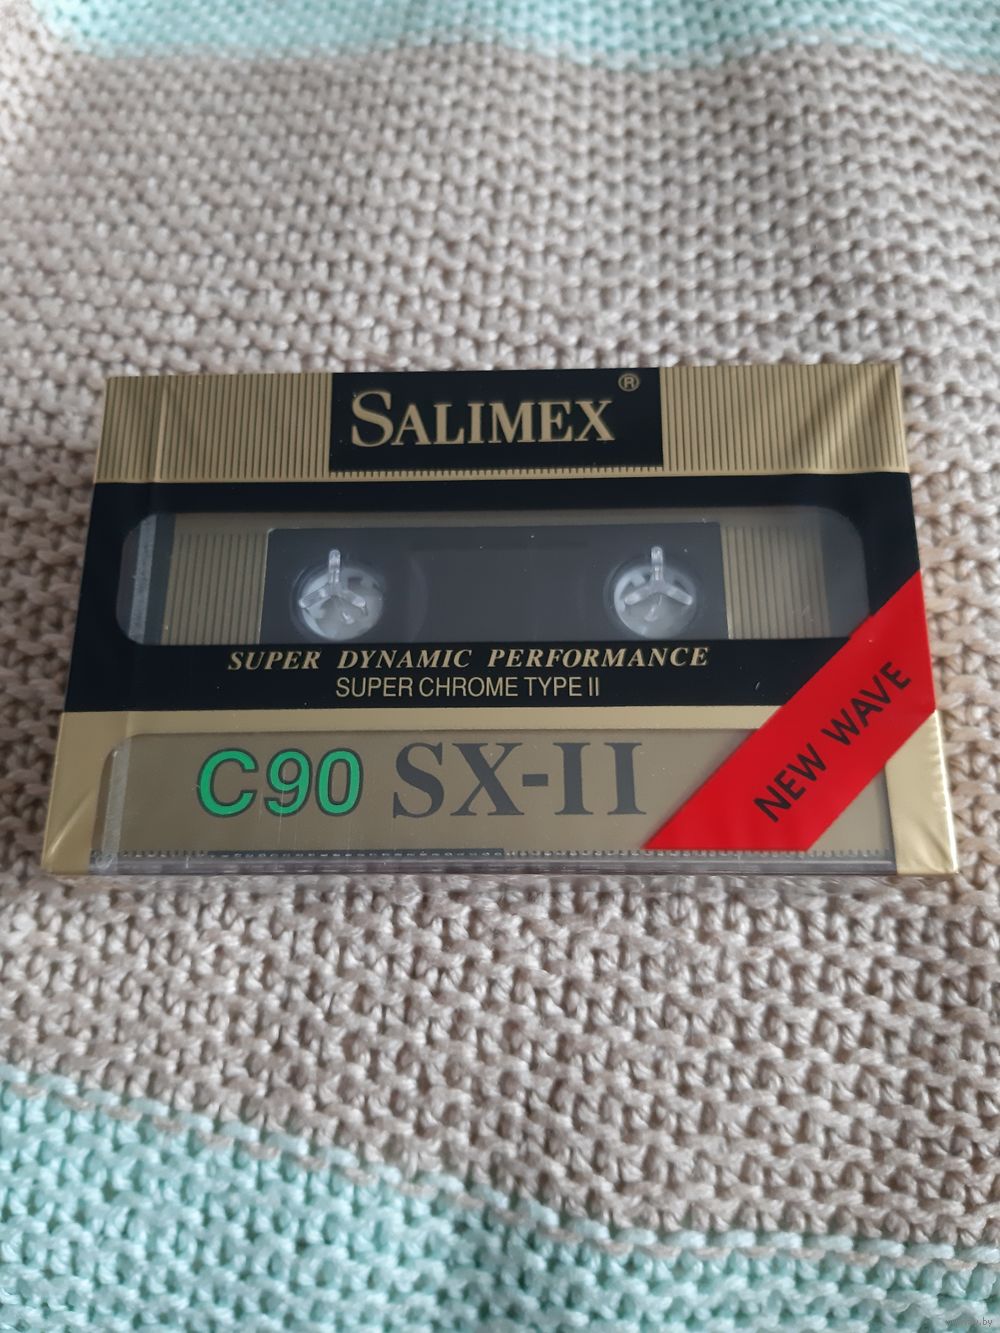 SALIMEX®
SUPER DYNAMIC PERFORMANCE
SUPER CHROME TYPE II
C90 SX-II
NEW WAVE